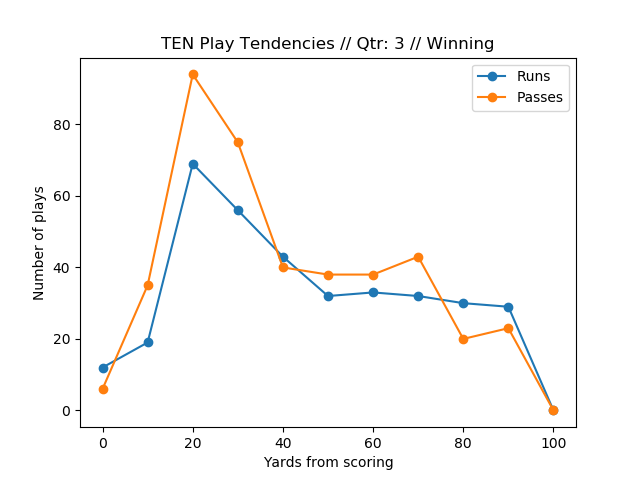 TEN Play Tendencies // Qtr: 3 // Winning
Runs
Passes
Number of plays
80
60
40
20
0
0 20 40 60 80 100
Yards from scoring